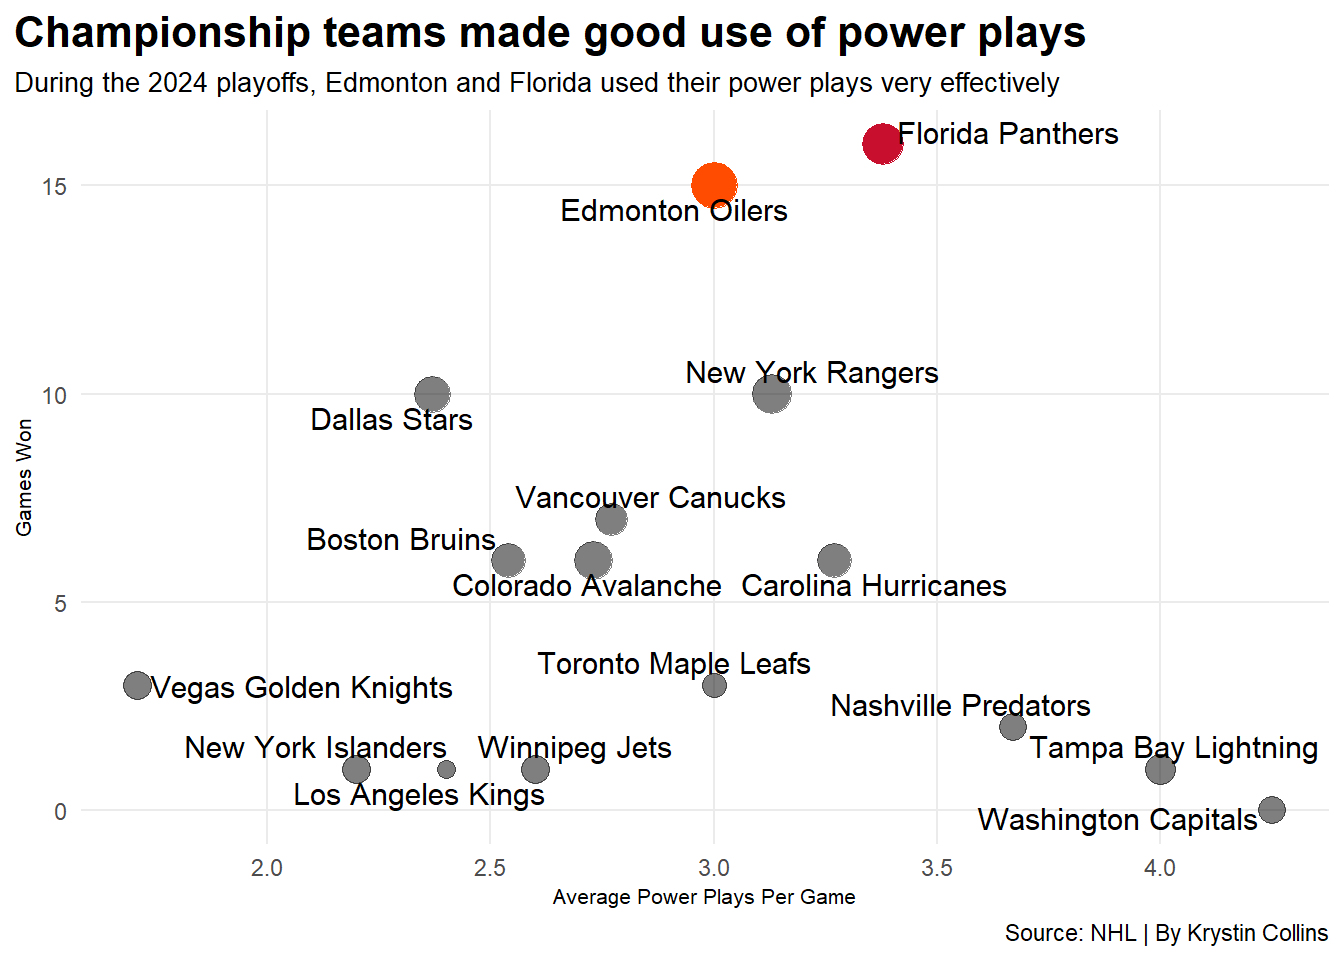 Championship teams made good use of power plays
During the 2024 playoffs, Edmonton and Florida used their power plays very effectively
Florida Panthers
15
Edmonton Oilers
New York Rangers
10
Dallas Stars
Games Won
Vancouver Canucks
Boston Bruins
Colorado Avalanche
Carolina Hurricanes
5
Toronto Maple Leafs
Vegas Golden Knights
Nashville Predators
New York Islanders
Winnipeg Jets
Tampa Bay Lightning
Los Angeles Kings
0
Washington Capitals
2.0
2.5
3.0
3.5
4.0
Average Power Plays Per Game
Source: NHL | By Krystin Collins